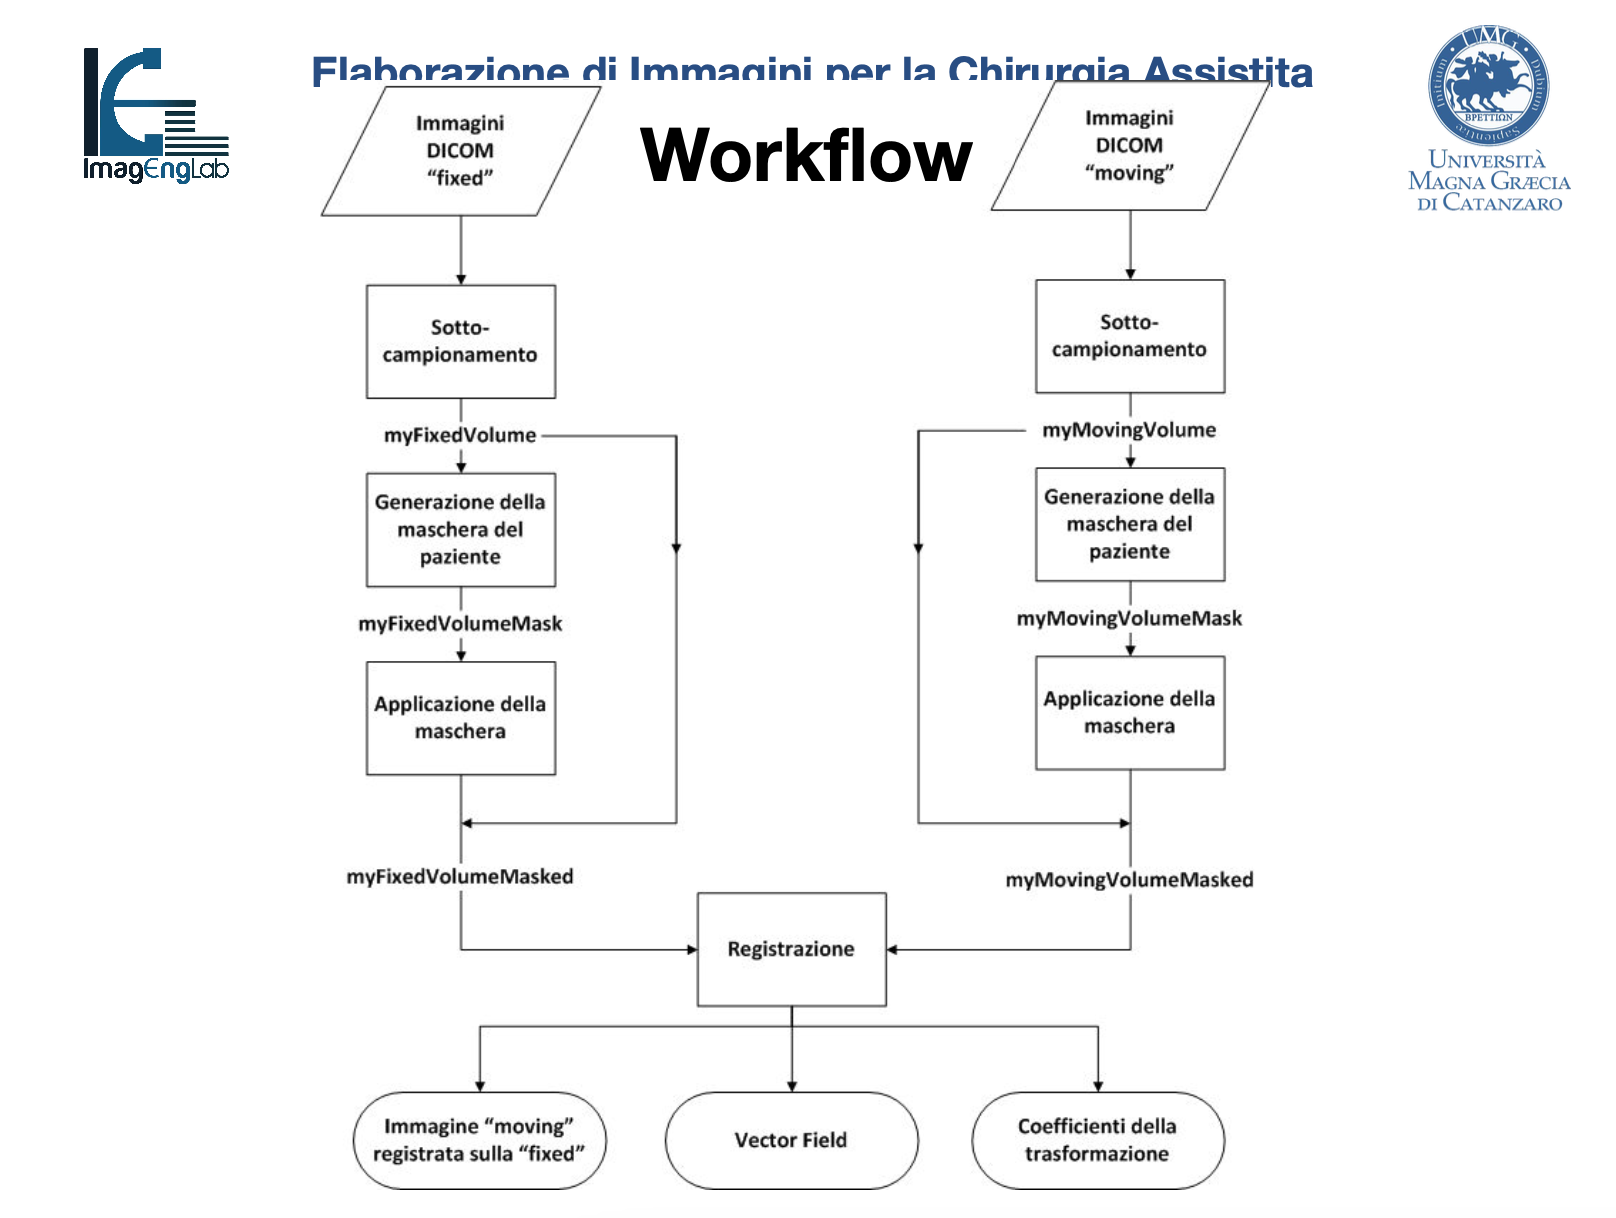 Elaborazione di Immagini per la Chirurgia Assistita
ImagEngLab
UMG
Initium Sapientiae Dubium
ΒΡΕΤΤΙΩΝ
UNIVERSITÀ
MAGNA GRÆCIA
DI CATANZARO
Workflow
Immagini
DICOM
“fixed”
Sotto-
campionamento
myFixedVolume
Generazione della
maschera del
paziente
myFixedVolumeMask
Applicazione della
maschera
myFixedVolumeMasked
Immagini
DICOM
“moving”
Sotto-
campionamento
myMovingVolume
Generazione della
maschera del
paziente
myMovingVolumeMask
Applicazione della
maschera
myMovingVolumeMasked
Registrazione
Immagine “moving”
registrata sulla “fixed”
Vector Field
Coefficienti della
trasformazione